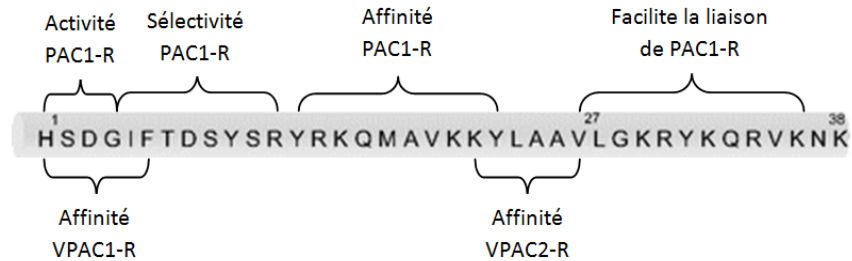 Activité
PAC1-R
Sélectivité
PAC1-R
Affinité
PAC1-R
Facilite la liaison
de PAC1-R
1 27 38
HSDGIFTDSYSRYRKQMAVKKYLAAVLGKRYKQRVKNK
Affinité
VPAC1-R
Affinité
VPAC2-R